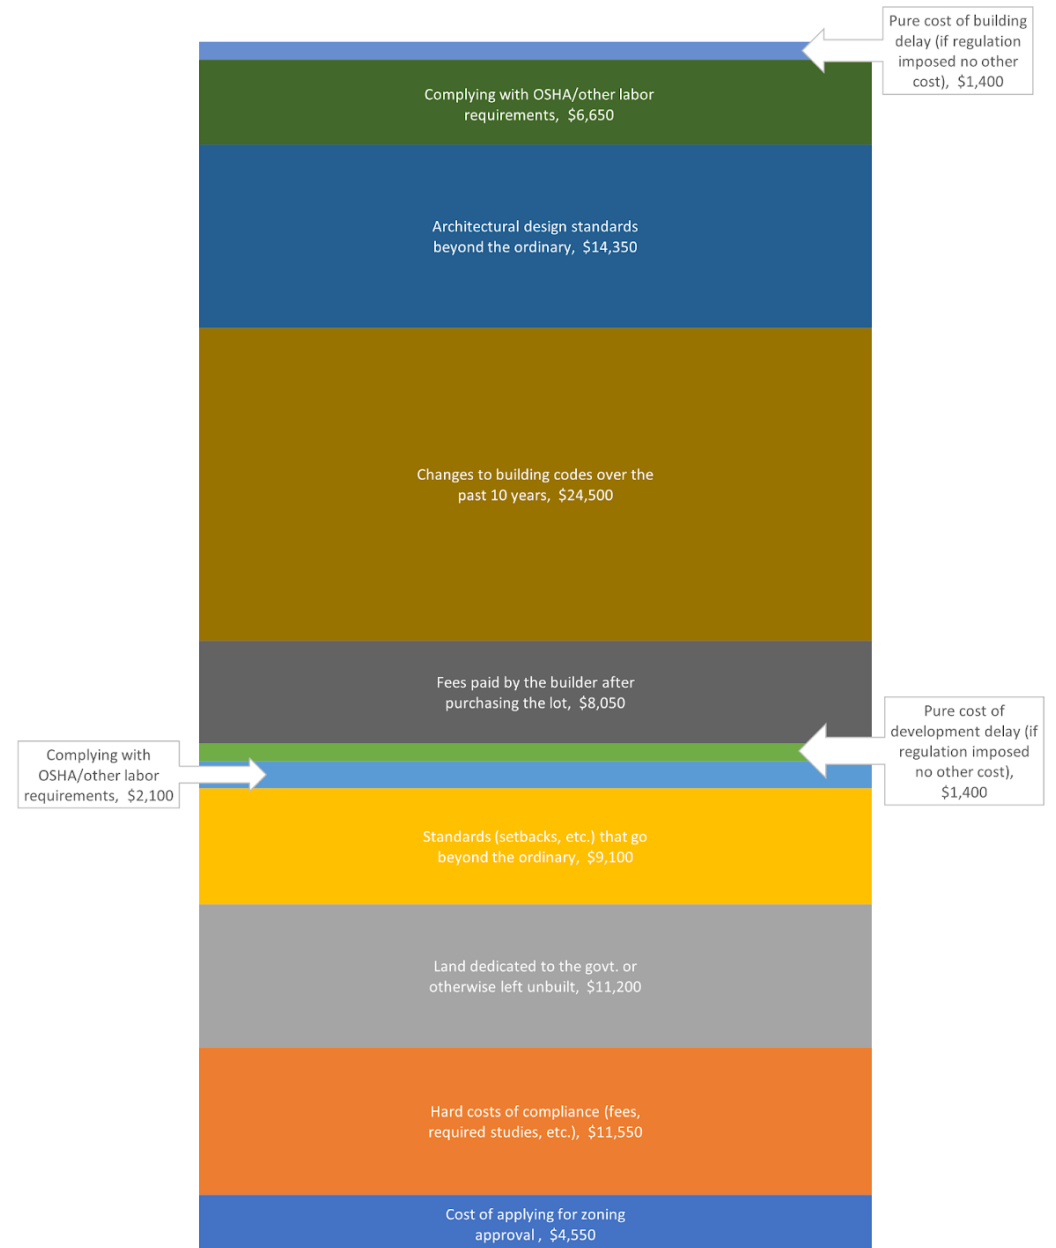 Pure cost of building
delay (if regulation
imposed no other
cost),  $1,400
Complying with OSHA/other labor
requirements,  $6,650
Architectural design standards
beyond the ordinary,  $14,350
Changes to building codes over the
past 10 years,  $24,500
Fees paid by the builder after
purchasing the lot,  $8,050
Pure cost of
development delay (if
regulation imposed
no other cost),
$1,400
Complying with
OSHA/other labor
requirements,  $2,100
Standards (setbacks, etc.) that go
beyond the ordinary,  $9,100
Land dedicated to the govt. or
otherwise left unbuilt,  $11,200
Hard costs of compliance (fees,
required studies, etc.),  $11,550
Cost of applying for zoning
approval ,  $4,550